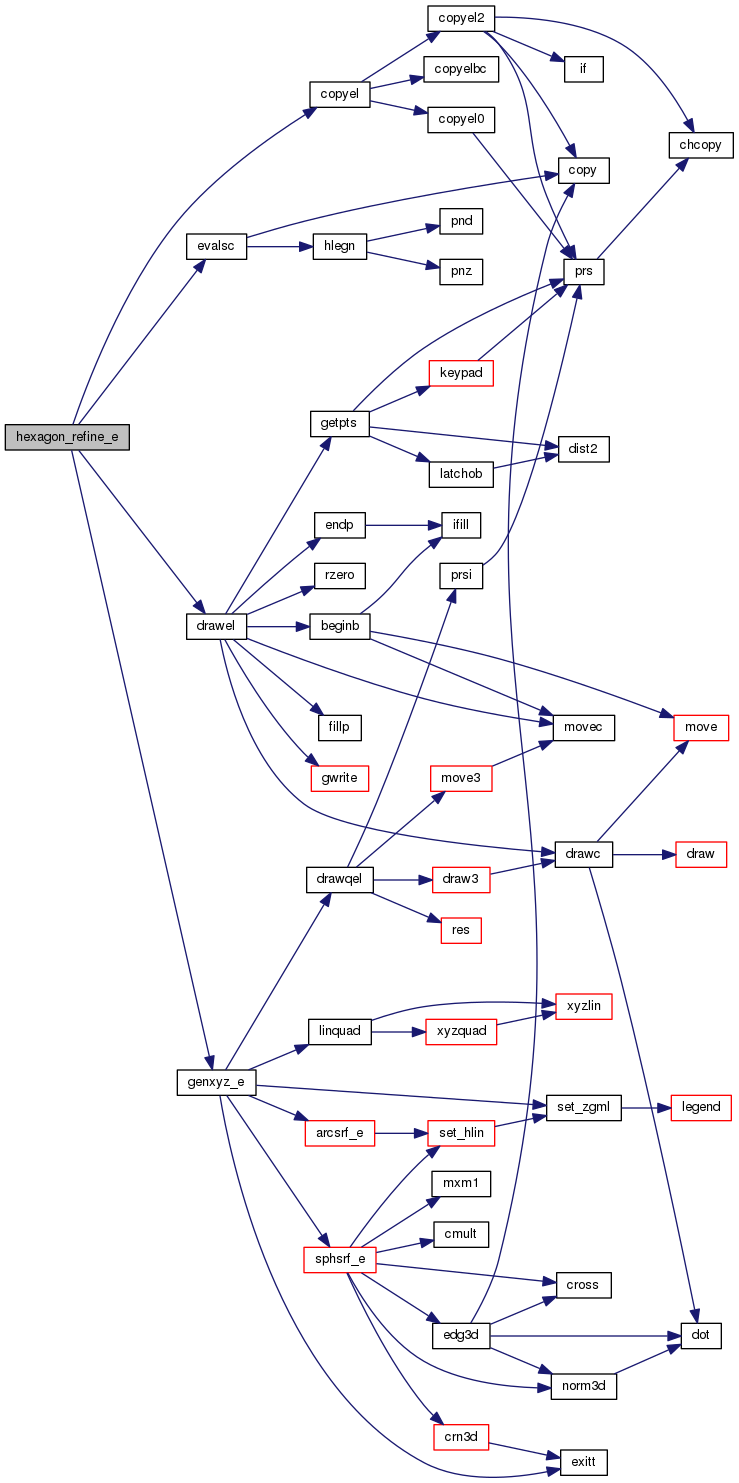 copyel2
copyelbc
if
copyel
copyel0
chcopy
copy
pnd
evalsc
hlegn
pnz
prs
keypad
getpts
hexagon_refine_e
dist2
latchob
endp
ifill
rzero
prsi
drawel
beginb
fillp
movec
move
gwrite
move3
drawc
draw
drawqel
draw3
res
xyzlin
linquad
xyzquad
genxyz_e
set_zgml
legend
arcsrf_e
set_hlin
mxm1
cmult
sphsrf_e
cross
edg3d
dot
norm3d
crn3d
exitt